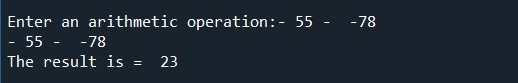 Enter an arithmetic operation:- 55 -  -78
- 55 -  -78
The result is =  23